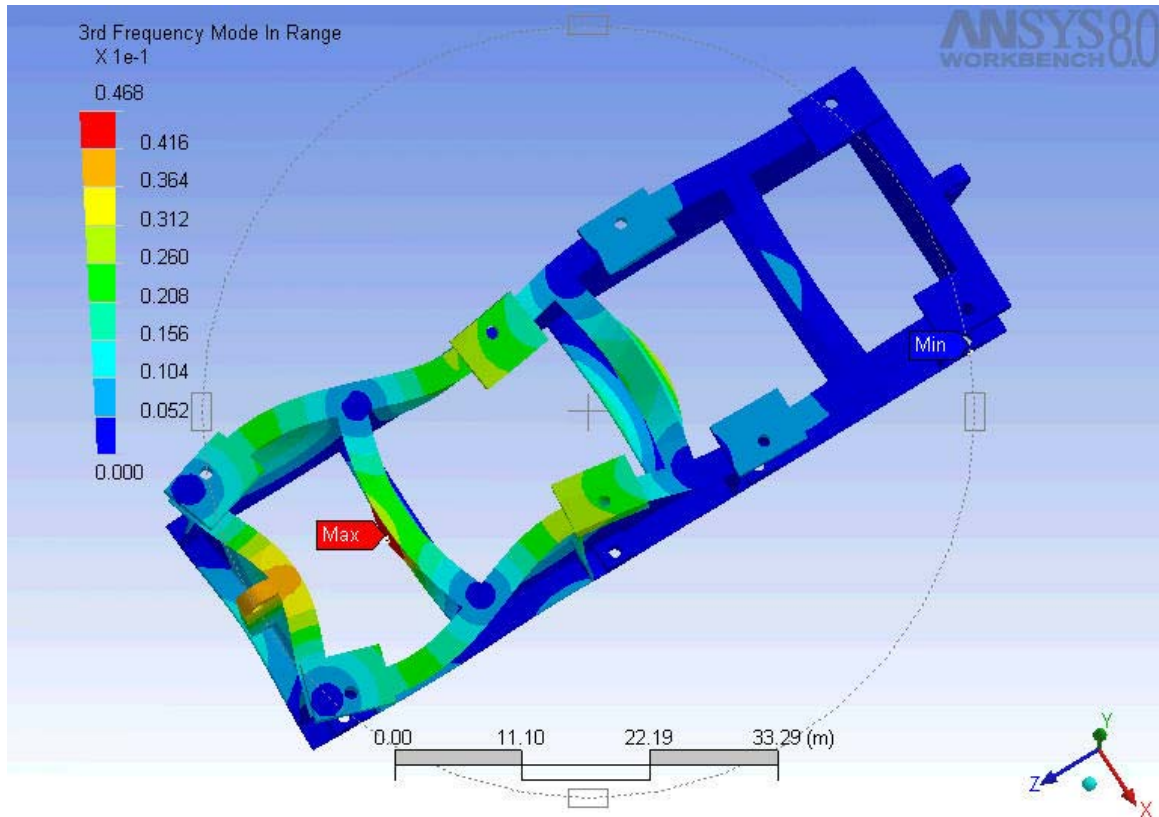 3rd Frequency Mode In Range
X 1e-1
0.468
0.416
0.364
0.312
0.260
0.208
0.156
0.104
0.052
0.000
ANSYS 8.0
WORKBENCH
Min
Max
0.00 11.10 22.19 33.29 (m)
Y
Z
X